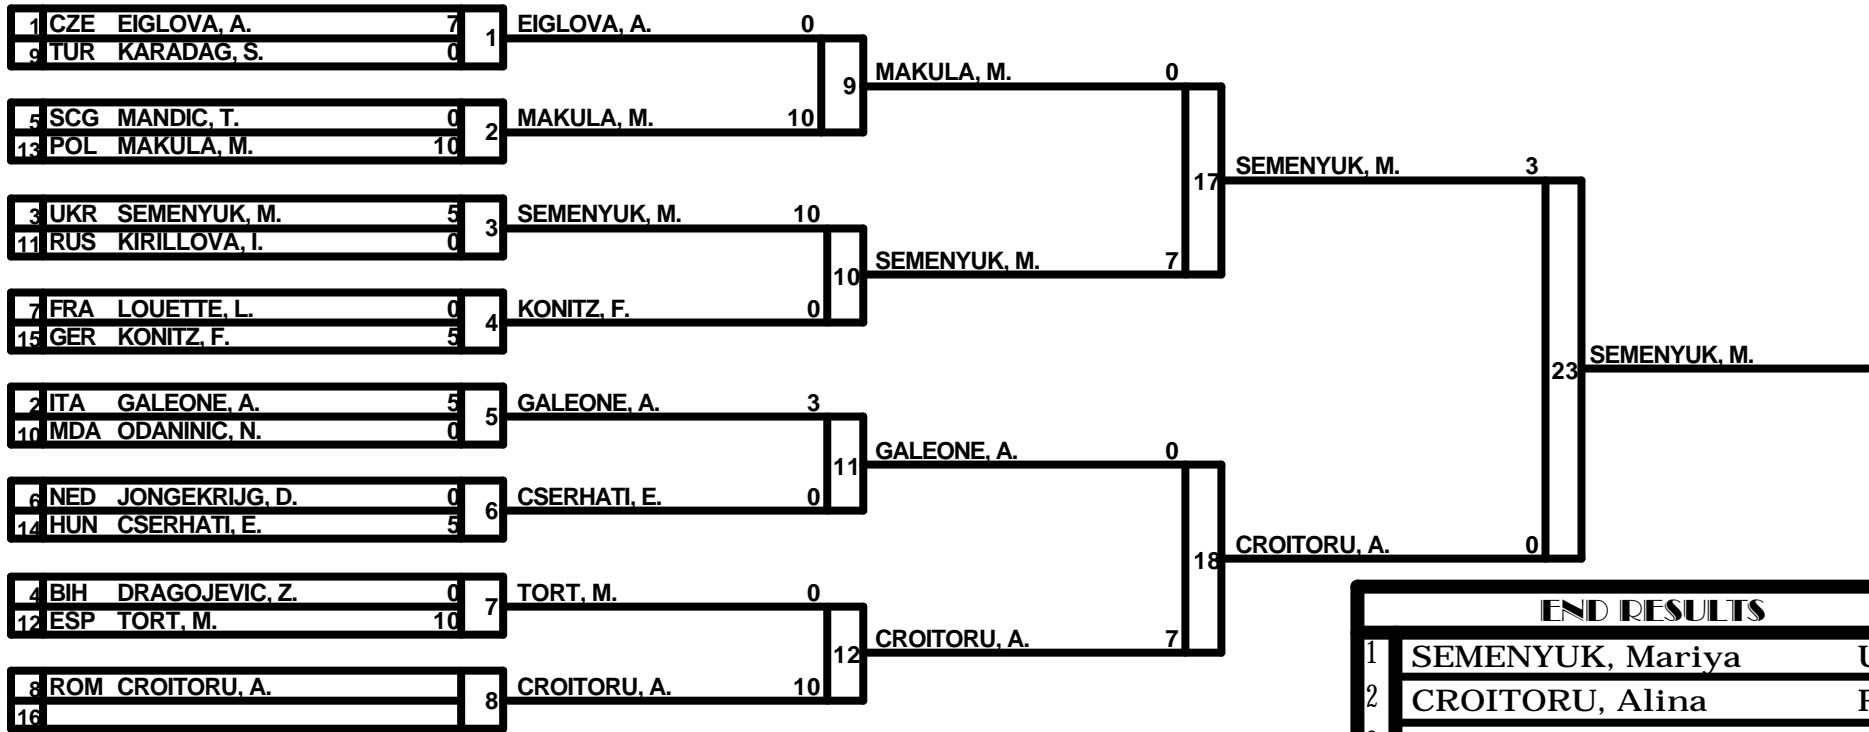 1 CZE EIGLOVA, A. 7
9 TUR KARADAG, S. 0
1
5 SCG MANDIC, T. 0
13 POL MAKULA, M. 10
2
3 UKR SEMENYUK, M. 5
11 RUS KIRILLOVA, I. 0
3
7 FRA LOUETTE, L. 0
15 GER KONITZ, F. 5
4
2 ITA GALEONE, A. 5
10 MDA ODANINIC, N. 0
5
6 NED JONGEKRIJG, D. 0
14 HUN CSERHATI, E. 5
6
4 BIH DRAGOJEVIC, Z. 0
12 ESP TORT, M. 10
7
8 ROM CROITORU, A.
16
8
EIGLOVA, A. 0
MAKULA, M. 10
9
SEMENYUK, M. 10
KONITZ, F. 0
10
GALEONE, A. 3
CSERHATI, E. 0
11
TORT, M. 0
CROITORU, A. 10
12
MAKULA, M. 0
SEMENYUK, M. 7
17
GALEONE, A. 0
CROITORU, A. 7
18
SEMENYUK, M. 3
CROITORU, A. 0
23
SEMENYUK, M.
END RESULTS
1 SEMENYUK, Mariya
2 CROITORU, Alina